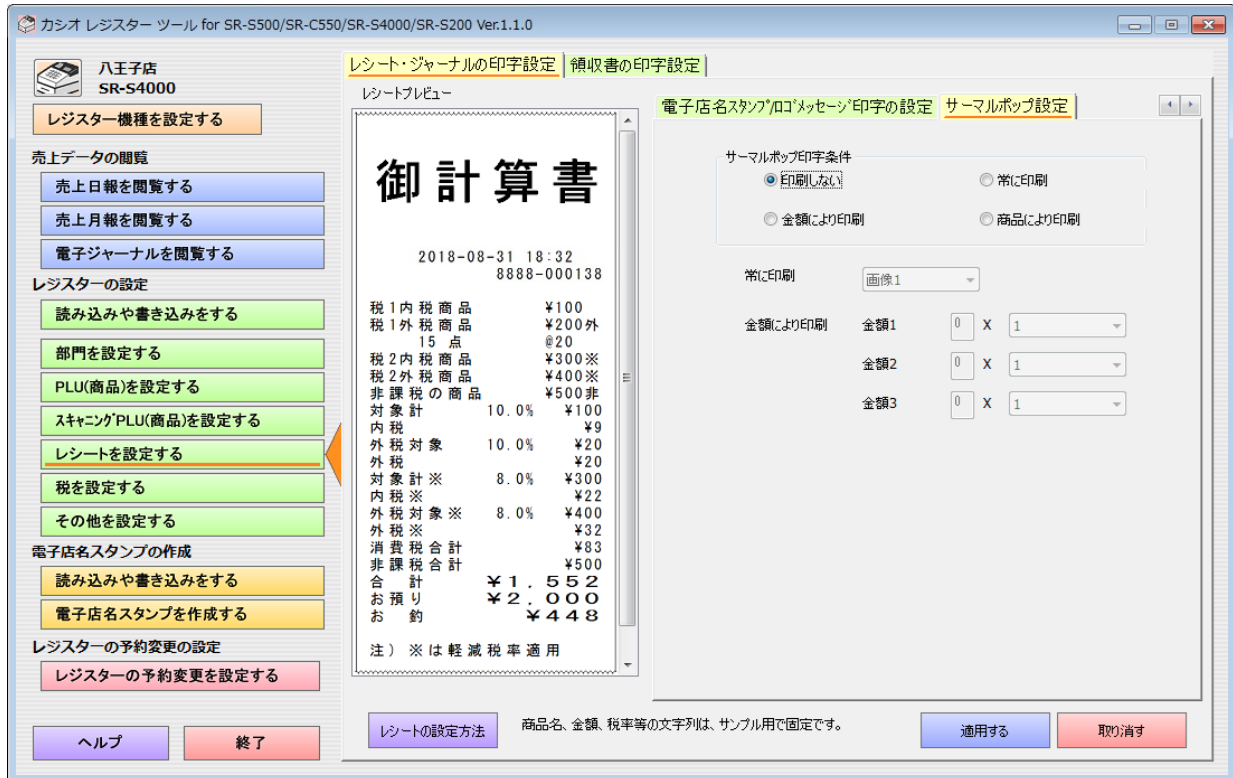 カシオ レジスター ツール for SR-S500/SR-C550/SR-S4000/SR-S200 Ver.1.1.0
八王子店
SR-S4000
レジスター機種を設定する
売上データの閲覧
売上日報を閲覧する
売上月報を閲覧する
電子ジャーナルを閲覧する
レジスターの設定
読み込みや書き込みをする
部門を設定する
PLU(商品)を設定する
スキャニングPLU(商品)を設定する
レシートを設定する
税を設定する
その他を設定する
電子店名スタンプの作成
読み込みや書き込みをする
電子店名スタンプを作成する
レジスターの予約変更の設定
レジスターの予約変更を設定する
ヘルプ 終了
レシート・ジャーナルの印字設定 領収書の印字設定
レシートプレビュー
御計算書
2018-08-31 18:32
8888-000138
税1内税商品 ¥100
税1外税商品 ¥200外
15 点 @20
税2内税商品 ¥300※
税2外税商品 ¥400※
非課税の商品 ¥500非
対象計 10.0% ¥100
内税 ¥9
外税対象 10.0% ¥20
外税 ¥20
対象計※ 8.0% ¥300
内税※ ¥22
外税対象※ 8.0% ¥400
外税※ ¥32
消費税合計 ¥83
非課税合計 ¥500
合 計 ¥1,552
お預り ¥2,000
お 釣 ¥448
注) ※は軽減税率適用
電子店名スタンプ/ロゴメッセージ印字の設定 サーマルポップ設定
サーマルポップ印字条件
印刷しない 常に印刷
金額により印刷 商品により印刷
常に印刷 画像1
金額により印刷 金額1 0 X 1
金額2 0 X 1
金額3 0 X 1
レシートの設定方法 商品名、金額、税率等の文字列は、サンプル用で固定です。 適用する 取り消す